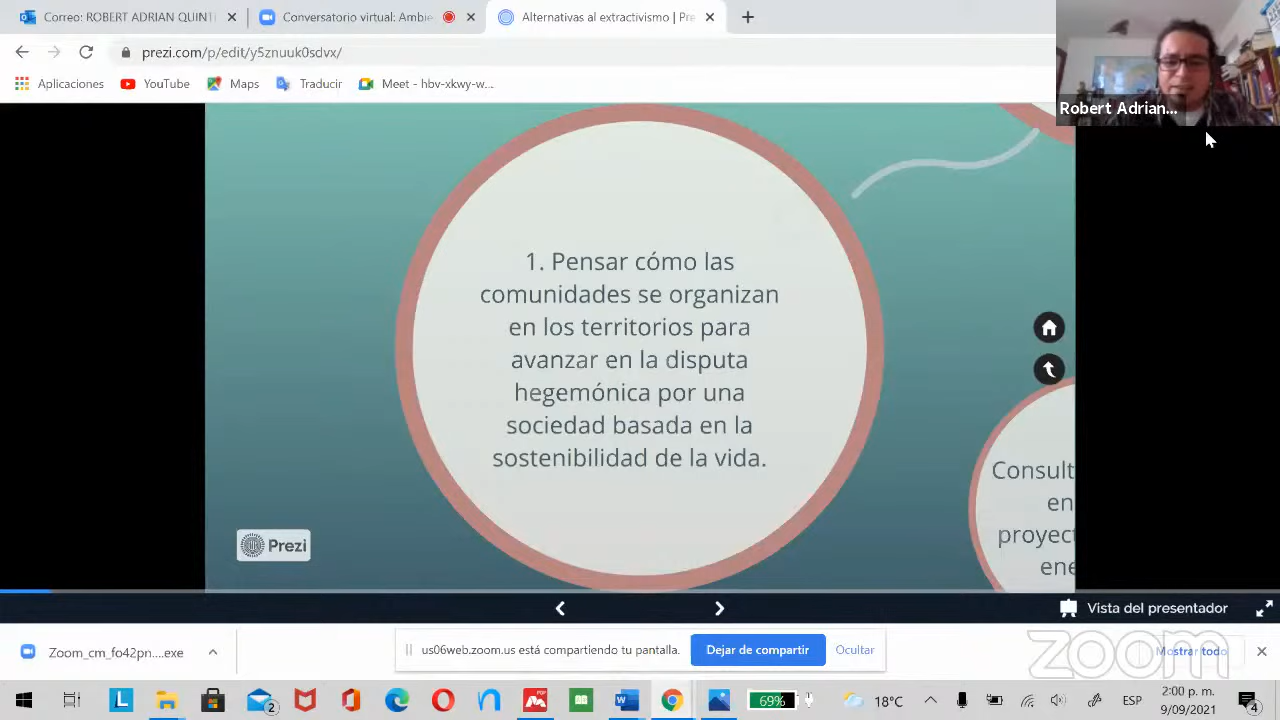 Correo: ROBERT ADRIAN QUINT
Conversatorio virtual: Ambie
Alternativas al extractivismo | Pre
prezi.com/p/edit/y5znuuk0sdvx/
Aplicaciones
YouTube
Maps
Traducir
Meet - hbv-xkwy-w...
Robert Adrian...
1. Pensar cómo las
comunidades se organizan
en los territorios para
avanzar en la disputa
hegemónica por una
sociedad basada en la
sostenibilidad de la vida.
Consult
en
proyect
ene
Prezi
Vista del presentador
Zoom_cm_fo42pn....exe
us06web.zoom.us está compartiendo tu pantalla.
Dejar de compartir
Ocultar
Mostrar todo
zoom
2
69%
18°
ESP
2:00 p. m.
9/09/2021
4